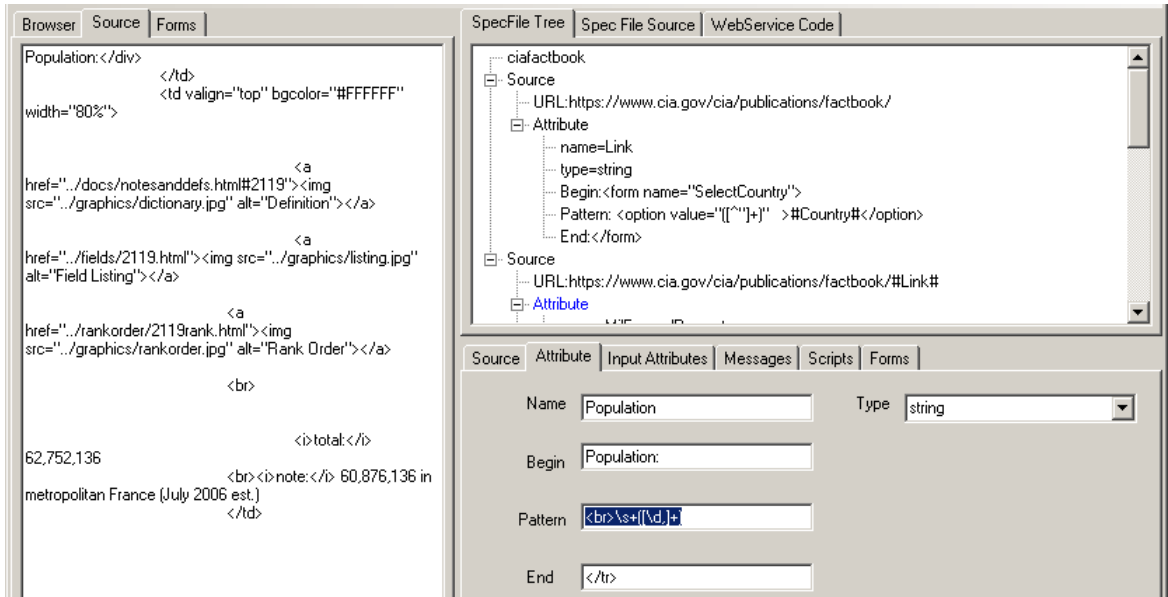 Browser Source Forms
Population:</div>
</td>
<td valign="top" bgcolor="#FFFFFF"
width="80%">
<a
href="../docs/notesanddefs.html#2119"><img
src="../graphics/dictionary.jpg" alt="Definition"></a>
<a
href="../fields/2119.html"><img src="../graphics/listing.jpg"
alt="Field Listing"></a>
<a
href="../rankorder/2119rank.html"><img
src="../graphics/rankorder.jpg" alt="Rank Order"></a>
<br>
<i>total:</i>
62,752,136
<br><i>note:</i> 60,876,136 in
metropolitan France (July 2006 est.)
</td>
SpecFile Tree Spec File Source WebService Code
ciafactbook
Source
URL:https://www.cia.gov/cia/publications/factbook/
Attribute
name=Link
type=string
Begin:<form name="SelectCountry">
Pattern: <option value="([^"]+)" >#Country#</option>
End:</form>
Source
URL:https://www.cia.gov/cia/publications/factbook/#Link#
Attribute
Source Attribute Input Attributes Messages Scripts Forms
Name Population Type string
Begin Population:
Pattern <br>\s+([\d,]+)
End </tr>